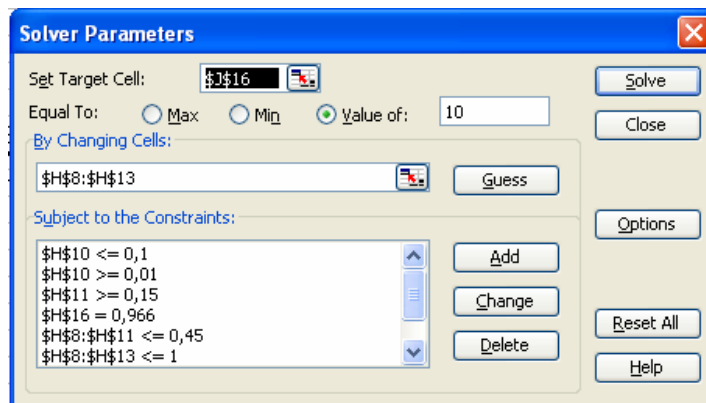 Solver Parameters
Set Target Cell: $J$16 Solve
Equal To: Max Min Value of: 10 Close
By Changing Cells:
$H$8:$H$13 Guess
Subject to the Constraints: Options
$H$10 <= 0,1 Add
$H$10 >= 0,01
$H$11 >= 0,15 Change
$H$16 = 0,966 Reset All
$H$8:$H$11 <= 0,45 Delete
$H$8:$H$13 <= 1 Help